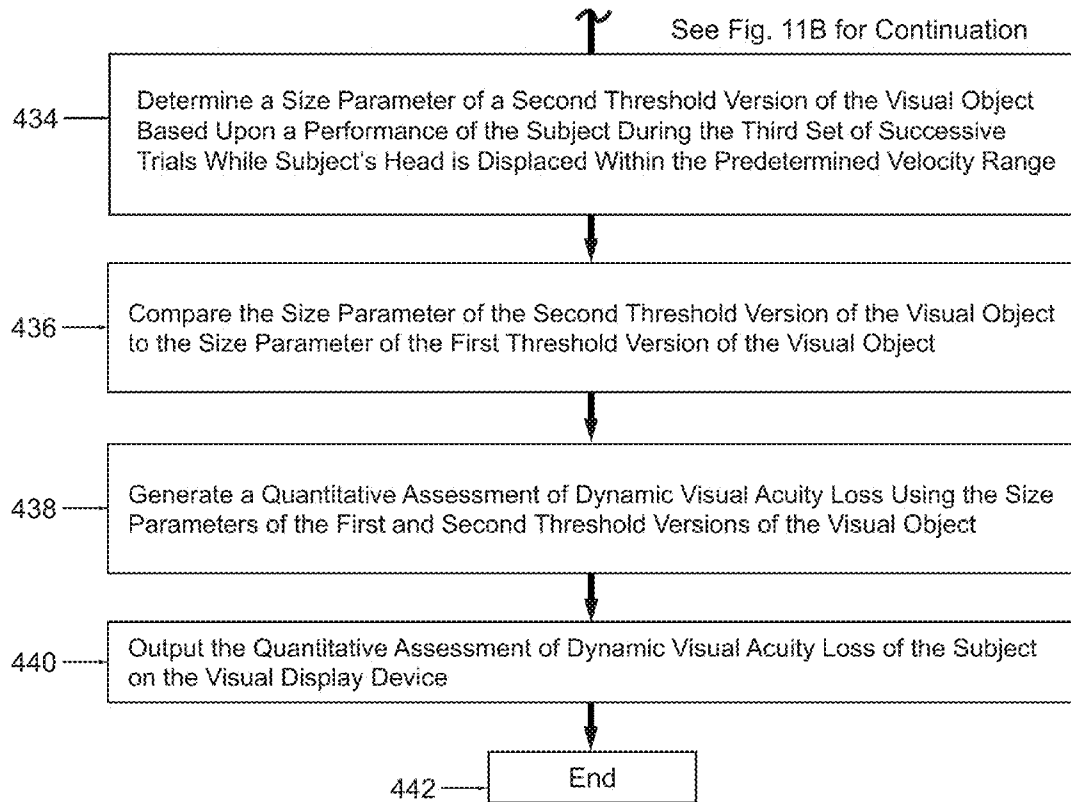 See Fig. 11B for Continuation
434
Determine a Size Parameter of a Second Threshold Version of the Visual Object
Based Upon a Performance of the Subject During the Third Set of Successive
Trials While Subject's Head is Displaced Within the Predetermined Velocity Range
436
Compare the Size Parameter of the Second Threshold Version of the Visual Object
to the Size Parameter of the First Threshold Version of the Visual Object
438
Generate a Quantitative Assessment of Dynamic Visual Acuity Loss Using the Size
Parameters of the First and Second Threshold Versions of the Visual Object
440
Output the Quantitative Assessment of Dynamic Visual Acuity Loss of the Subject
on the Visual Display Device
442
End